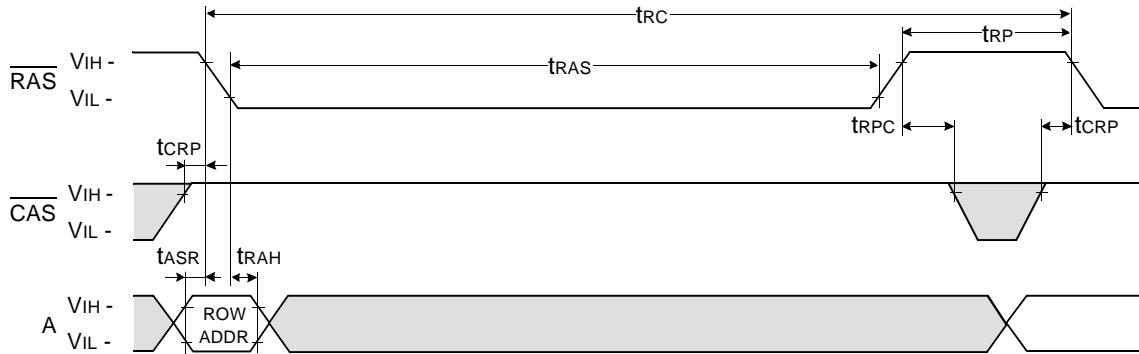 tRC
tRP
RAS VIH -
VIL -
tRAS
tRPC
tCRP
tCRP
CAS VIH -
VIL -
tASR
tRAH
A VIH -
VIL -
ROW
ADDR